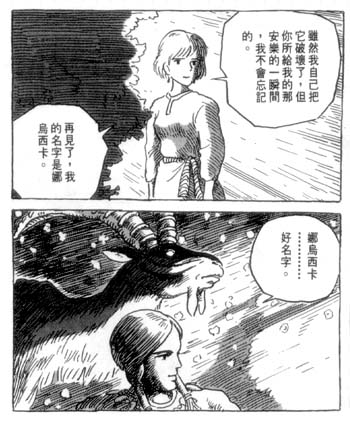 雖然我自己把
它破壞了，但
你所給我的那
安樂的一瞬間
，我不會忘記
的。
再見了，我
的名字是娜
烏西卡。
娜烏西卡
…………
好名字。